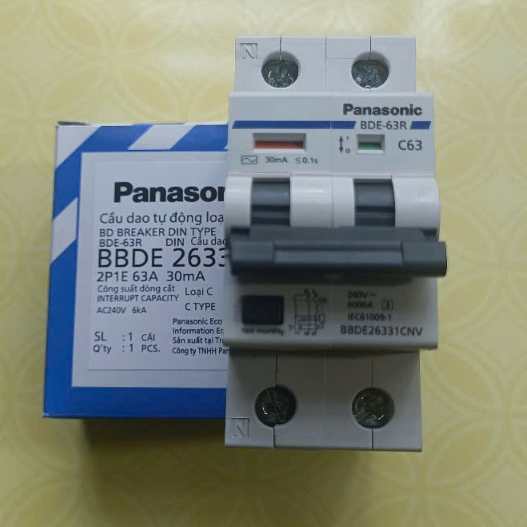 N
Panasonic
BDE-63R
C63
30mA ≤0.1s
240V~
6000A 3
IEC61009-1
test monthly
BBDE26331CNV
N
Panason
Cầu dao tự động loạ
BD BREAKER DIN TYPE
BDE-63R DIN Cầu dao
BBDE 2633
2P1E 63A 30mA
Công suất dòng cắt Loại C
INTERRUPT CAPACITY
AC240V 6kA C TYPE
SL : 1 CÁI
Q'ty : 1 PCS.
Panasonic Eco
Information Ec
Sản xuất tại Tr
Công ty TNHH Pan